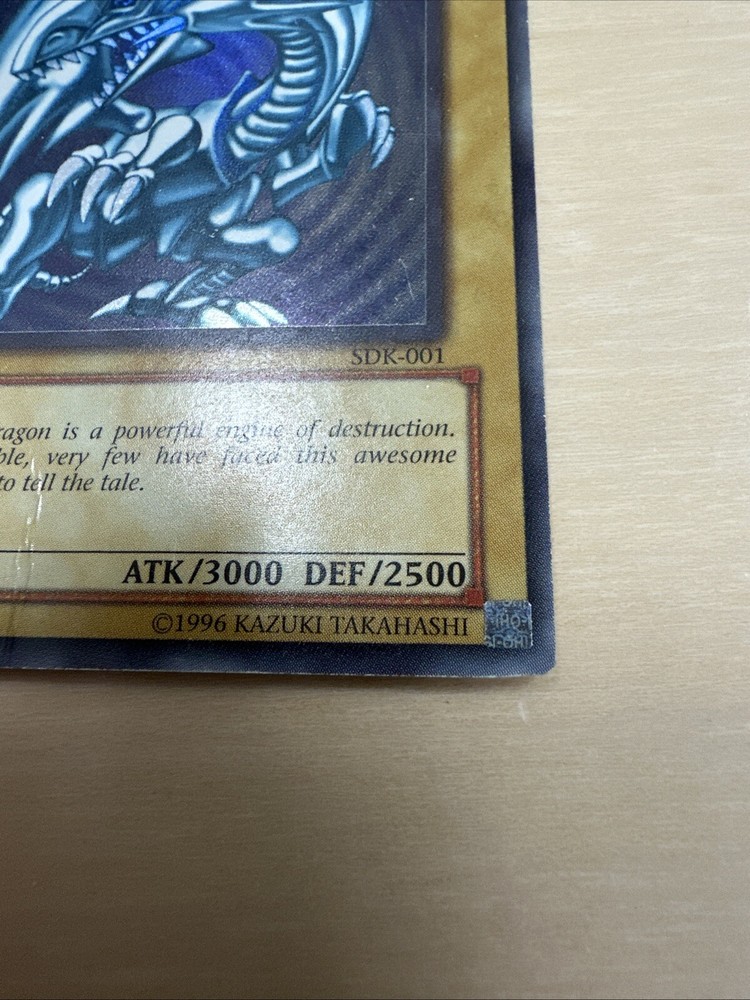 SDK-001
ragon is a powerful engine of destruction.
ble, very few have faced this awesome
to tell the tale.
ATK/3000 DEF/2500
©1996 KAZUKI TAKAHASHI